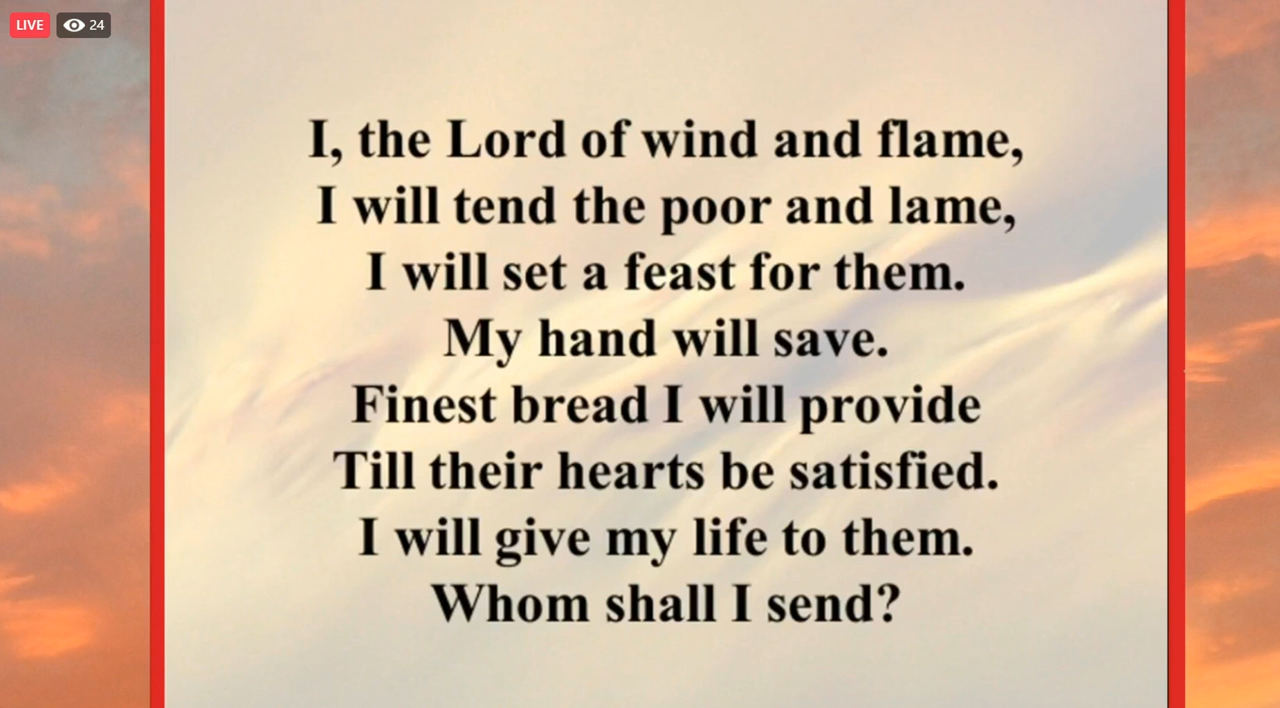 LIVE 24
I, the Lord of wind and flame,
I will tend the poor and lame,
I will set a feast for them.
My hand will save.
Finest bread I will provide
Till their hearts be satisfied.
I will give my life to them.
Whom shall I send?